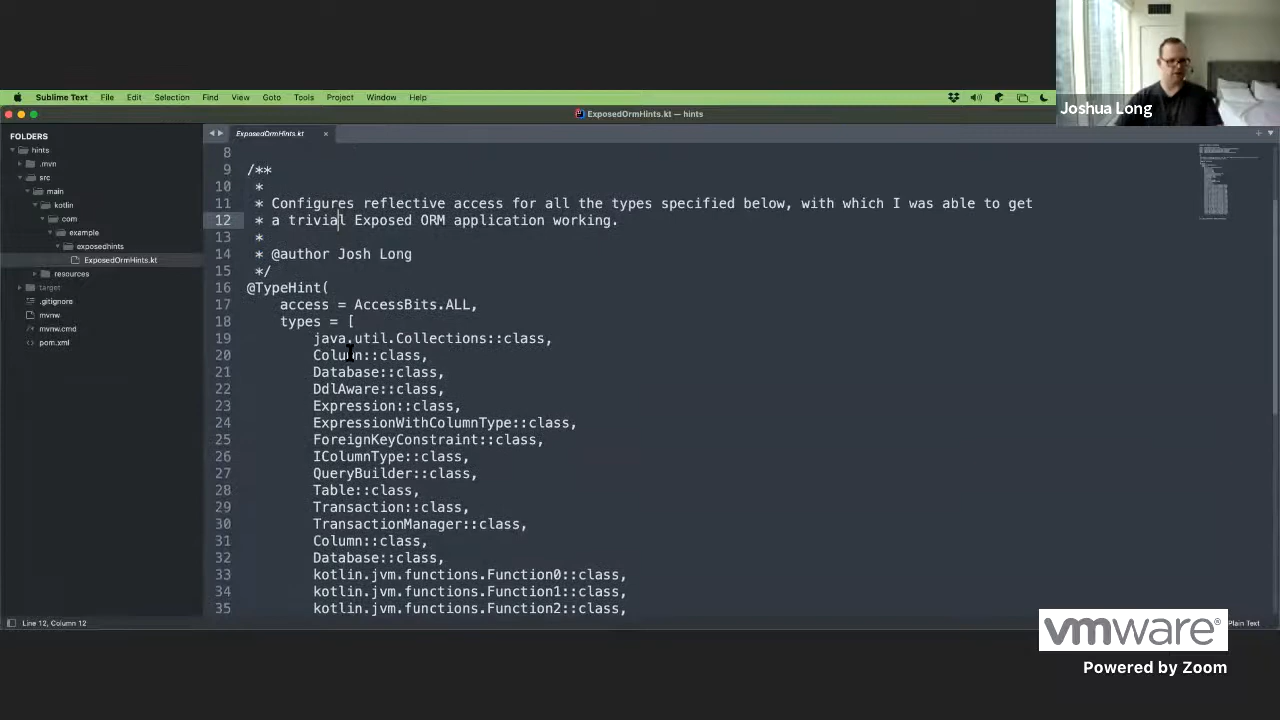 Joshua Long
Sublime Text File Edit Selection Find View Goto Tools Project Window Help
ExposedOrmHints.kt — hints
FOLDERS
hints
.mvn
src
main
kotlin
com
example
exposedhints
ExposedOrmHints.kt
resources
target
.gitignore
mvnw
mvnw.cmd
pom.xml
ExposedOrmHints.kt ×
8
9 /**
10 *
11 * Configures reflective access for all the types specified below, with which I was able to get
12 * a trivial Exposed ORM application working.
13 *
14 * @author Josh Long
15 */
16 @TypeHint(
17 access = AccessBits.ALL,
18 types = [
19 java.util.Collections::class,
20 Column::class,
21 Database::class,
22 DdlAware::class,
23 Expression::class,
24 ExpressionWithColumnType::class,
25 ForeignKeyConstraint::class,
26 IColumnType::class,
27 QueryBuilder::class,
28 Table::class,
29 Transaction::class,
30 TransactionManager::class,
31 Column::class,
32 Database::class,
33 kotlin.jvm.functions.Function0::class,
34 kotlin.jvm.functions.Function1::class,
35 kotlin.jvm.functions.Function2::class,
Line 12, Column 12
Plain Text
vmware®
Powered by Zoom